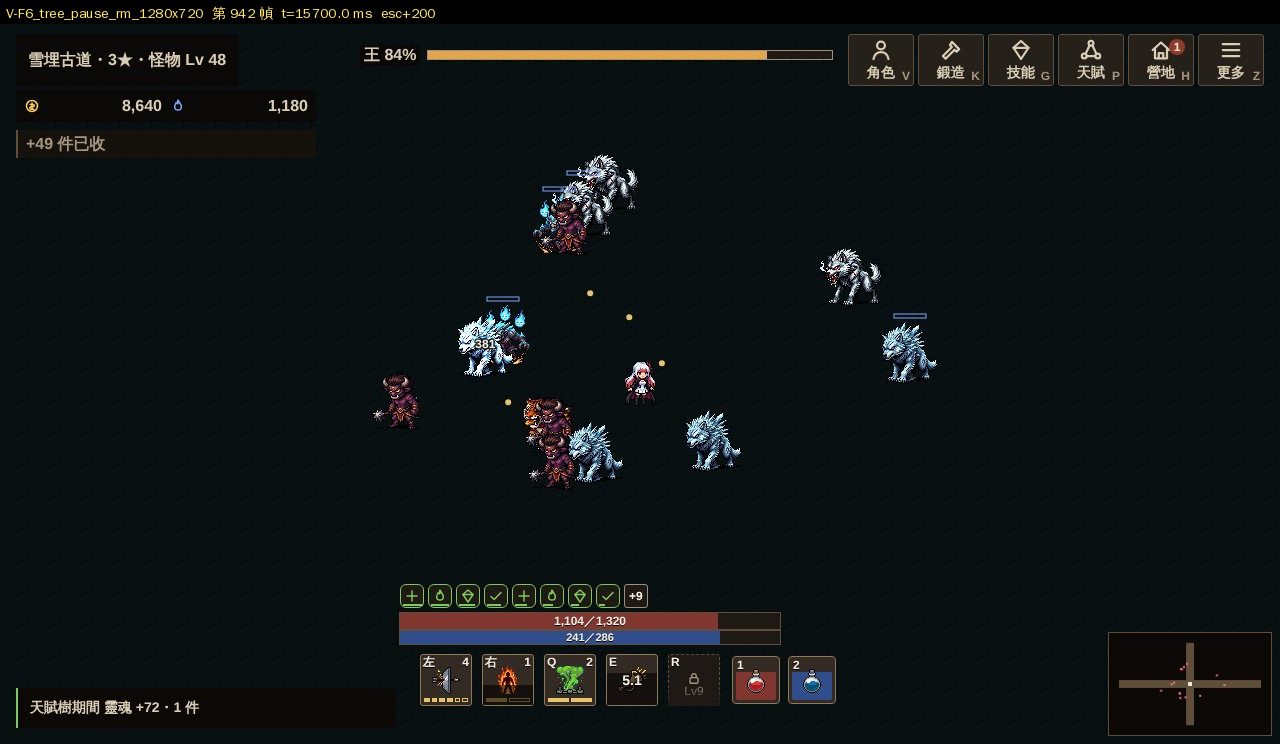 V-F6_tree_pause_rm_1280x720 第 942 幀 t=15700.0 ms esc+200
雪埋古道・3★・怪物 Lv 48
王 84%
角色 V
鍛造 K
技能 G
天賦 P
營地 H 1
更多 Z
8,640 1,180
+49 件已收
381
+9
1,104／1,320
241／286
左 4
右 1
Q 2
E 5.1
R Lv9
1
2
天賦樹期間 靈魂 +72・1 件